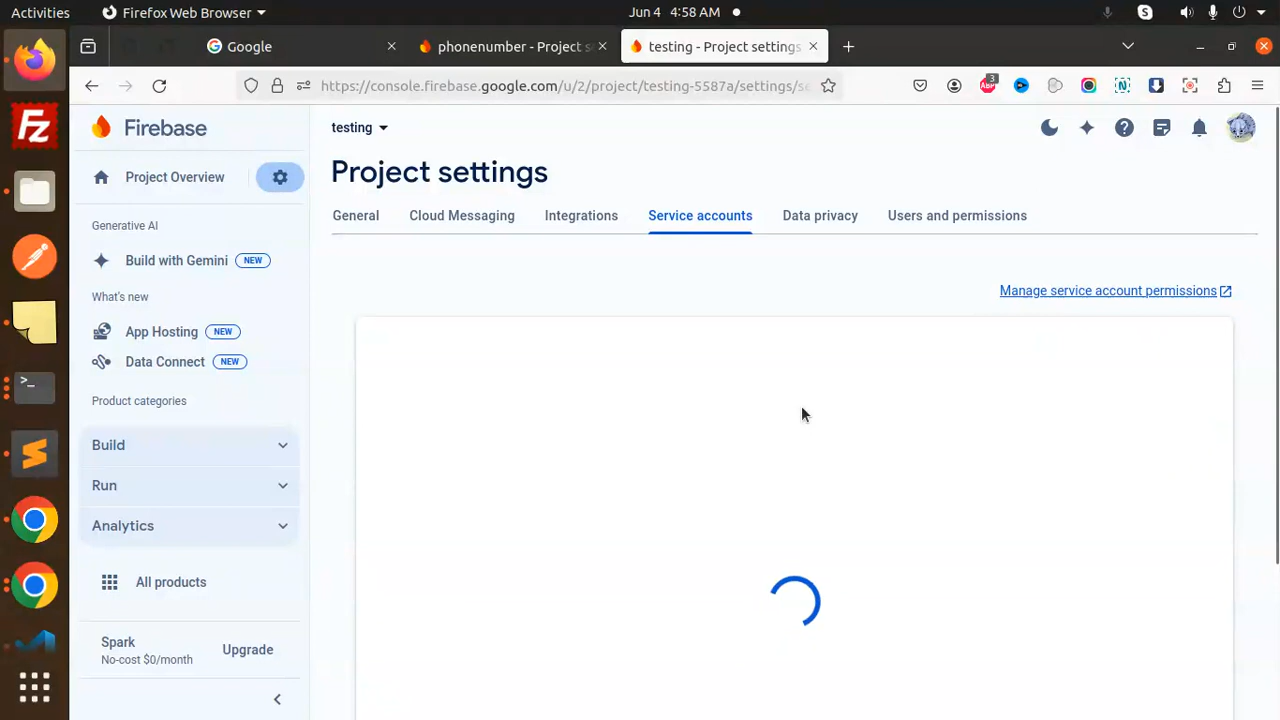 Activities
Firefox Web Browser
Jun 4 4:58 AM
Google
phonenumber - Project s
testing - Project settings
https://console.firebase.google.com/u/2/project/testing-5587a/settings/se
3
ABP
Firebase
testing
Project Overview
Project settings
General
Cloud Messaging
Integrations
Service accounts
Data privacy
Users and permissions
Generative AI
Build with Gemini
NEW
Manage service account permissions
What's new
App Hosting
NEW
Data Connect
NEW
Product categories
Build
Run
Analytics
All products
Spark
No-cost $0/month
Upgrade